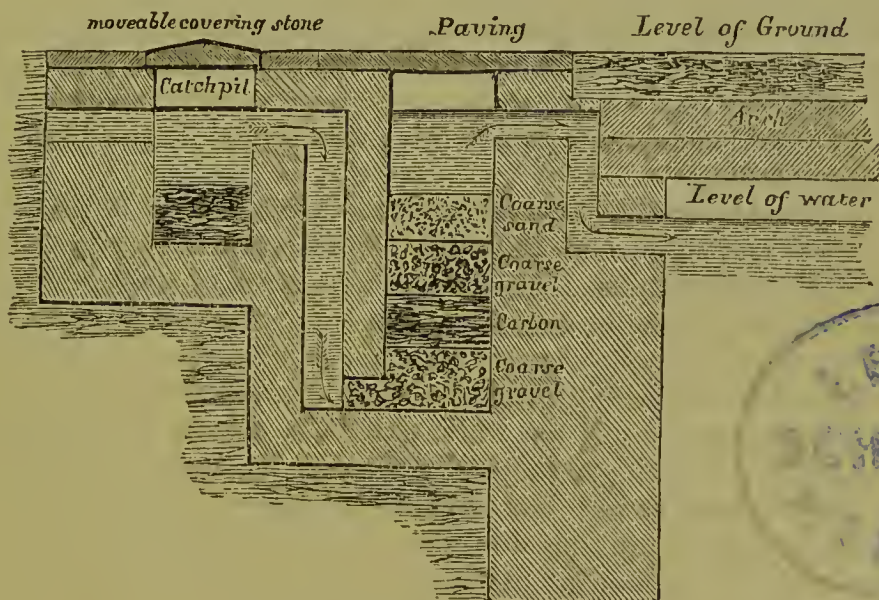 moveable covering stone
Paving
Level of Ground
Catchpit
Arch
Level of water
Coarse
sand
Coarse
gravel
Carbon
Coarse
gravel